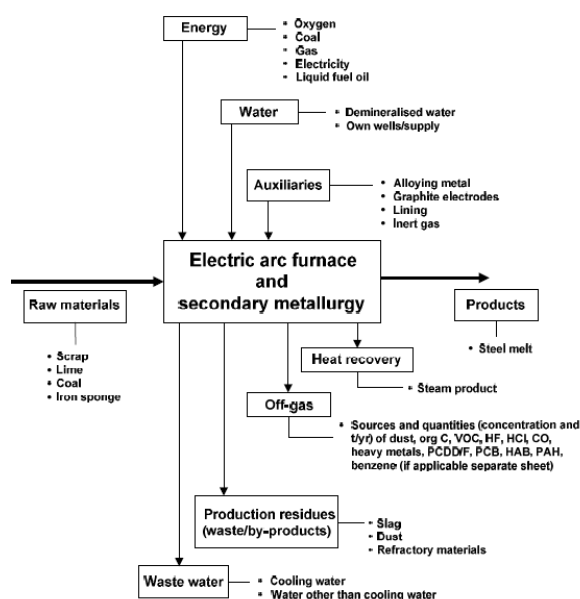 Energy
Oxygen
Coal
Gas
Electricity
Liquid fuel oil
Water
Demineralised water
Own wells/supply
Auxiliaries
Alloying metal
Graphite electrodes
Lining
Inert gas
Electric arc furnace
and
secondary metallurgy
Raw materials
Scrap
Lime
Coal
Iron sponge
Products
Steel melt
Heat recovery
Steam product
Off-gas
Sources and quantities (concentration and
t/yr) of dust, org C, VOC, HF, HCl, CO,
heavy metals, PCDD/F, PCB, HAB, PAH,
benzene (if applicable separate sheet)
Production residues
(waste/by-products)
Slag
Dust
Refractory materials
Waste water
Cooling water
Water other than cooling water